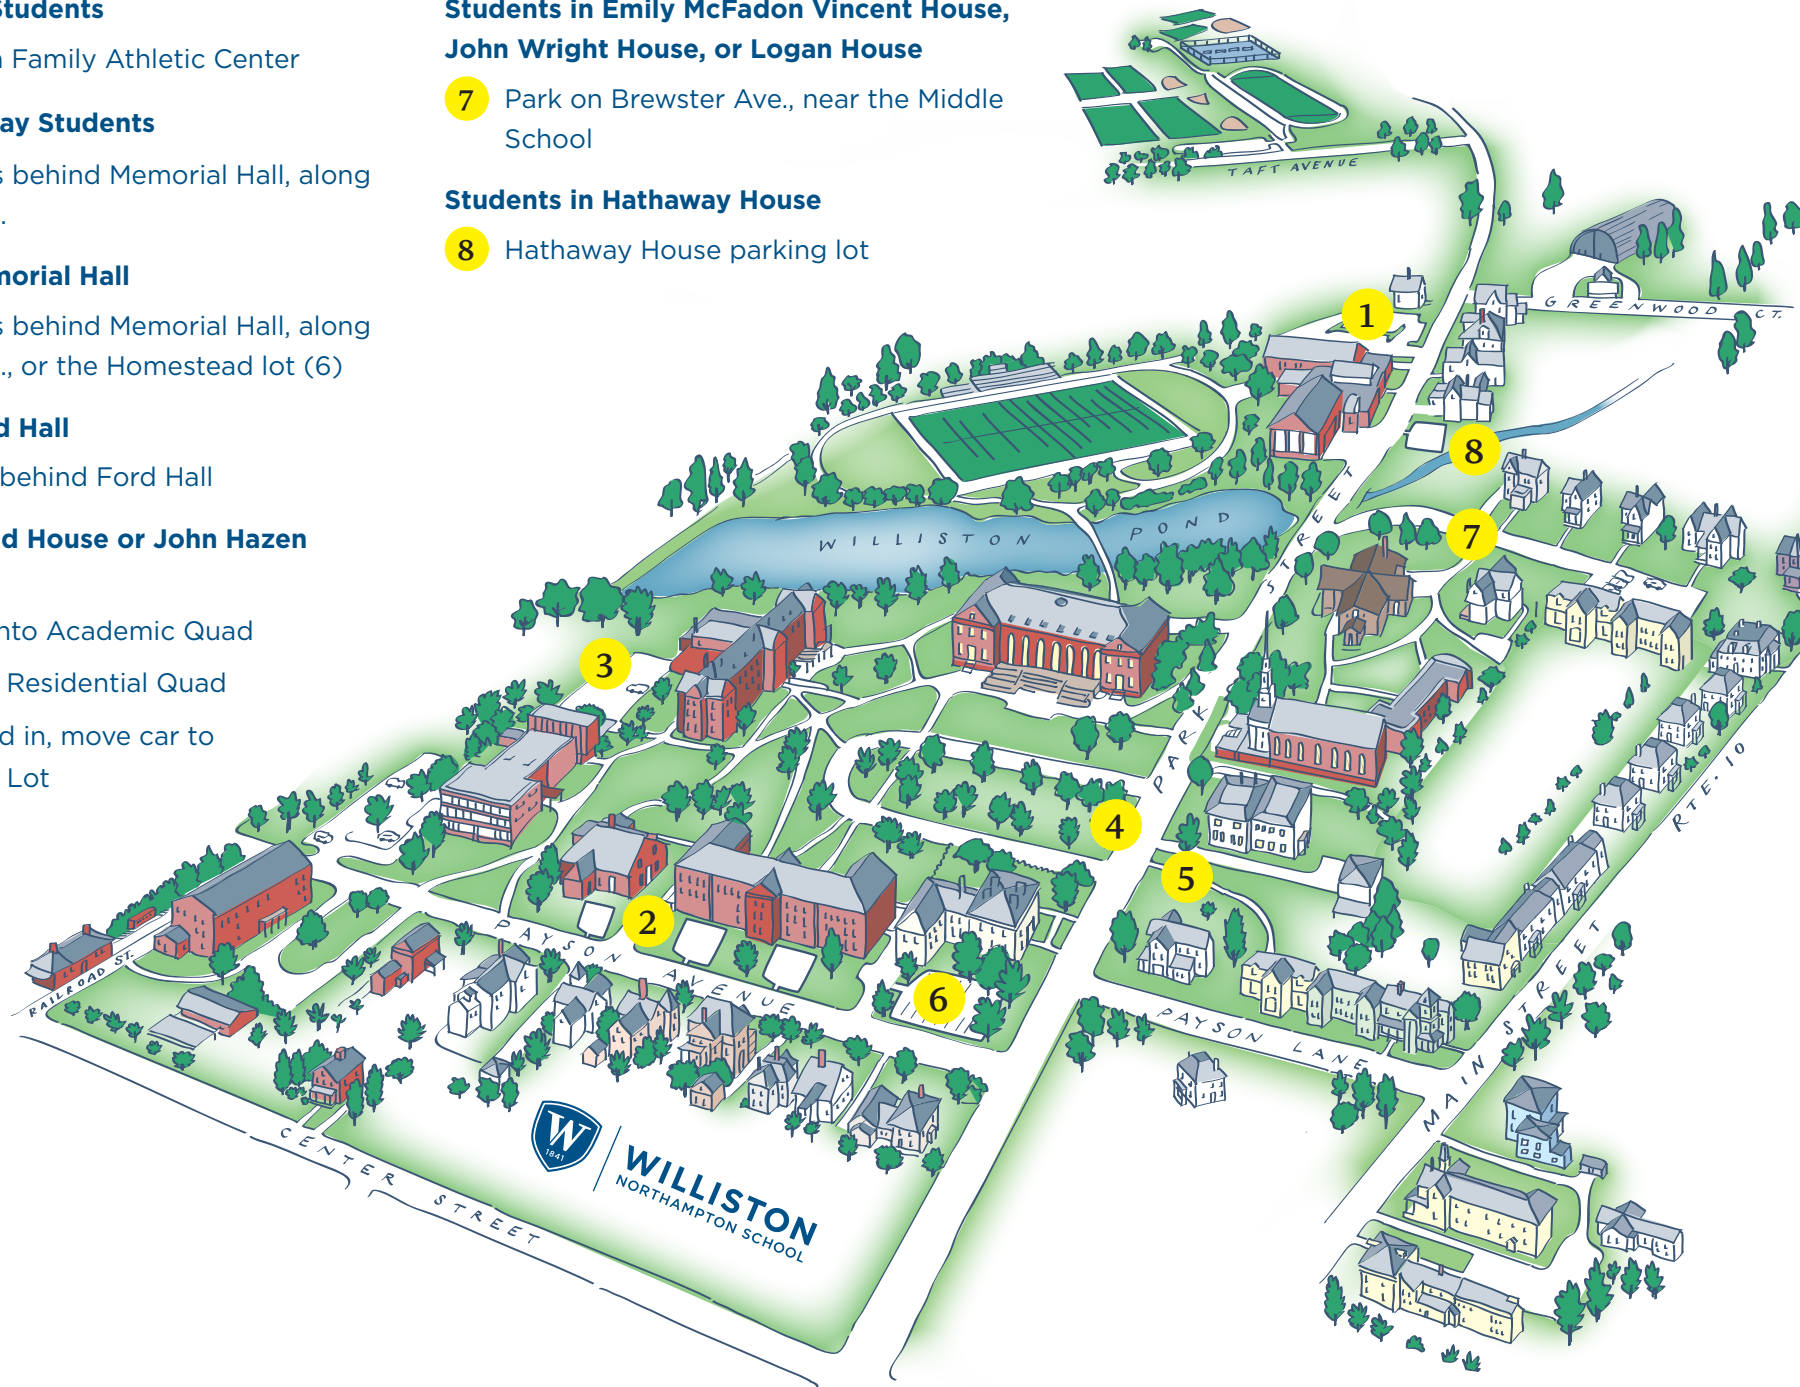 Students
Family Athletic Center
ay Students
s behind Memorial Hall, along
.
morial Hall
s behind Memorial Hall, along
., or the Homestead lot (6)
d Hall
behind Ford Hall
d House or John Hazen
nto Academic Quad
Residential Quad
d in, move car to
Lot
Students in Emily McFadon Vincent House,
John Wright House, or Logan House
7 Park on Brewster Ave., near the Middle
School
Students in Hathaway House
8 Hathaway House parking lot
TAFT AVENUE
GREENWOOD CT.
1
8
7
WILLISTON POND
PARK STREET
3
4
5
2
6
RTE. 10
PAYSON AVENUE
RAILROAD ST.
PAYSON LANE
MAIN STREET
CENTER STREET
W
1841
WILLISTON
NORTHAMPTON SCHOOL